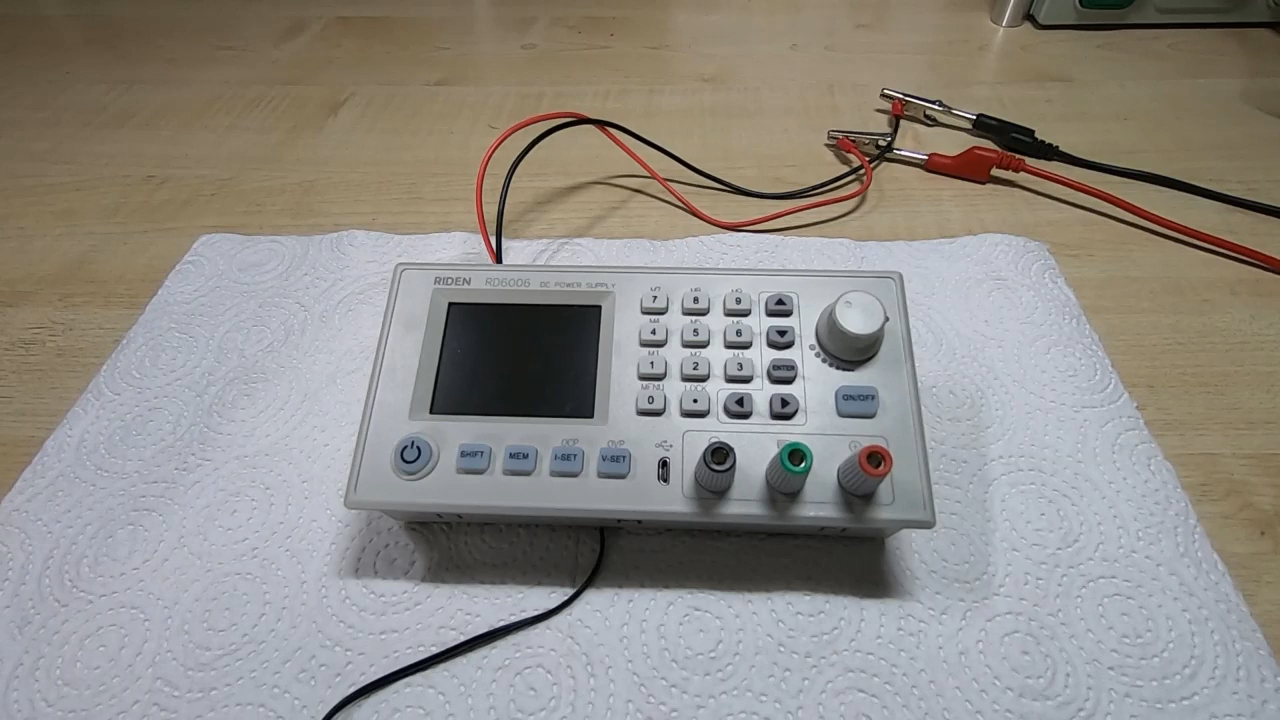 RIDEN RD6006 DC POWER SUPPLY
M7 M8 M9
7 8 9
M4 M5 M6
4 5 6
M1 M2 M3
1 2 3 ENTER
MENU LOCK
0 •
ON/OFF
OCP OVP
SHIFT MEM I-SET V-SET